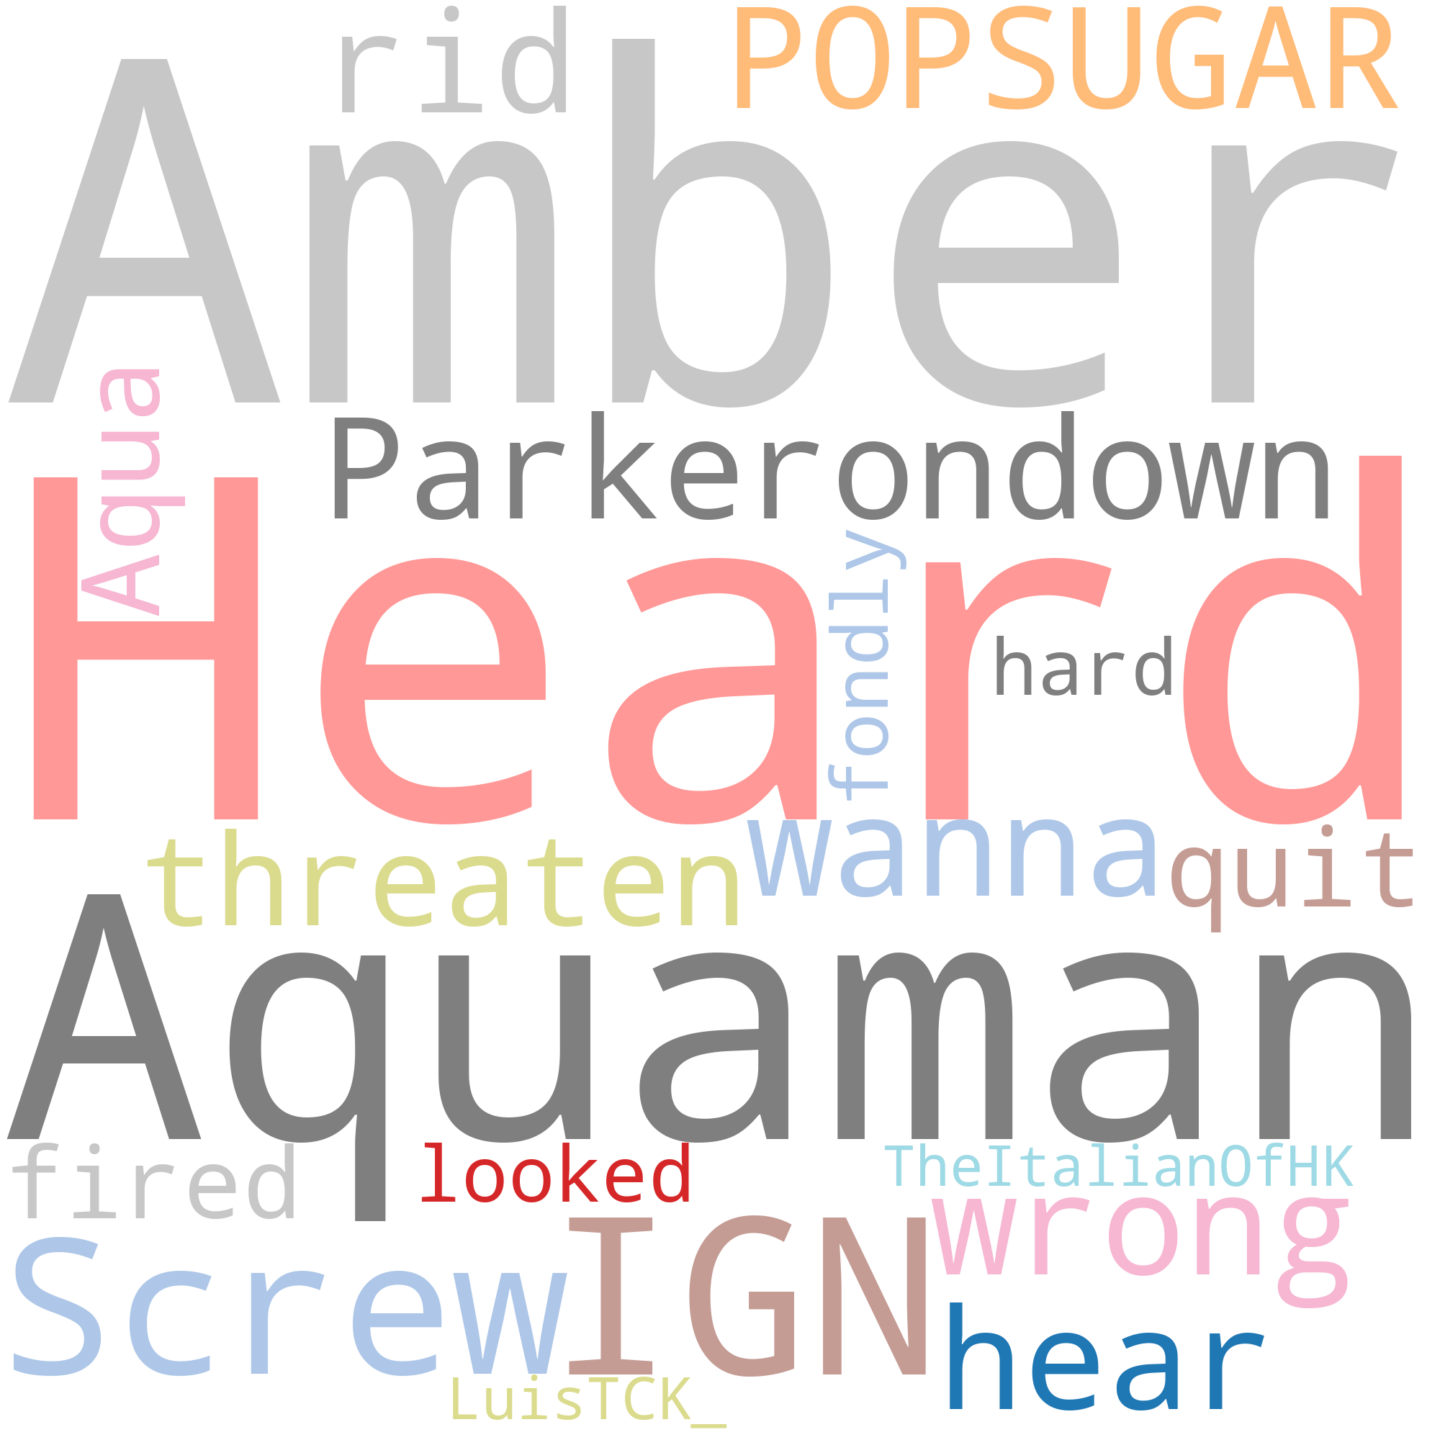 rid POPSUGAR
Amber
Aqua
Parkerondown
Heard
fondly
hard
threaten wanna quit
Aquaman
fired looked TheItalianOfHK
Screw IGN wrong
LuisTCK_ hear